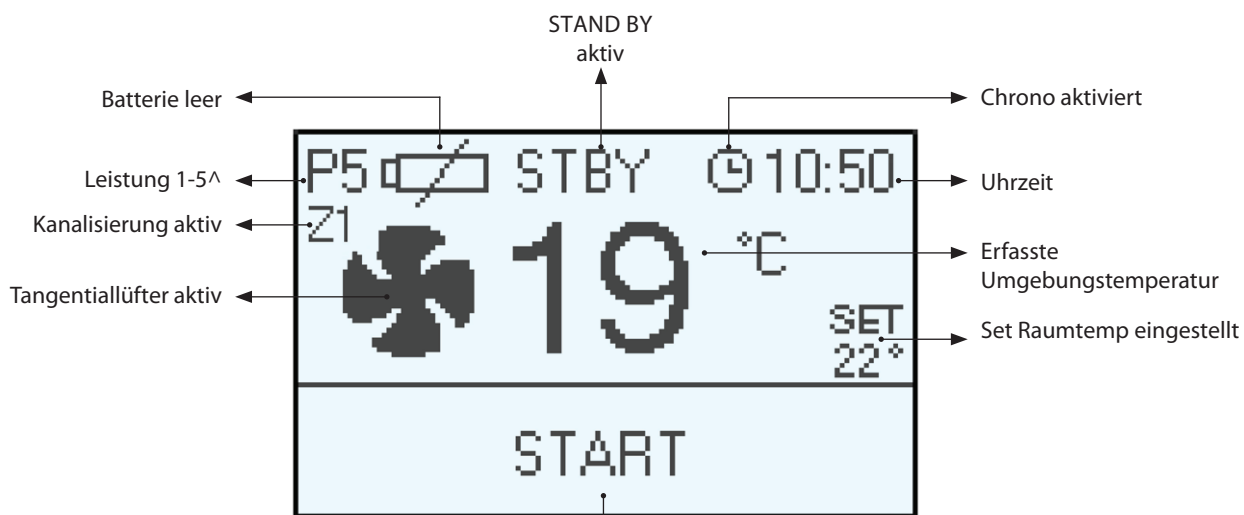 STAND BY
aktiv
Batterie leer
Chrono aktiviert
P5 STBY 10:50
Leistung 1-5^
Uhrzeit
Kanalisierung aktiv
Z1
19 °C
Erfasste
Umgebungstemperatur
Tangentiallüfter aktiv
SET
22°
Set Raumtemp eingestellt
START